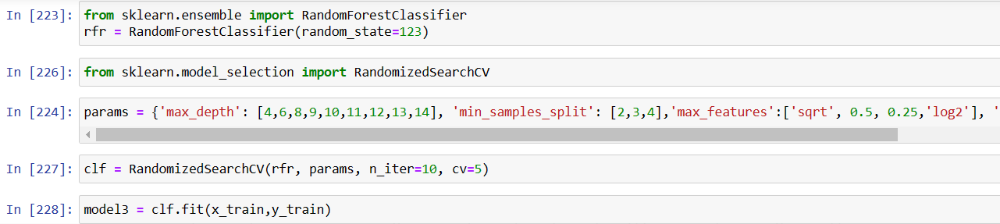 In [223]: from sklearn.ensemble import RandomForestClassifier
rfr = RandomForestClassifier(random_state=123)
In [226]: from sklearn.model_selection import RandomizedSearchCV
In [224]: params = {'max_depth': [4,6,8,9,10,11,12,13,14], 'min_samples_split': [2,3,4],'max_features':['sqrt', 0.5, 0.25,'log2'], '
In [227]: clf = RandomizedSearchCV(rfr, params, n_iter=10, cv=5)
In [228]: model3 = clf.fit(x_train,y_train)